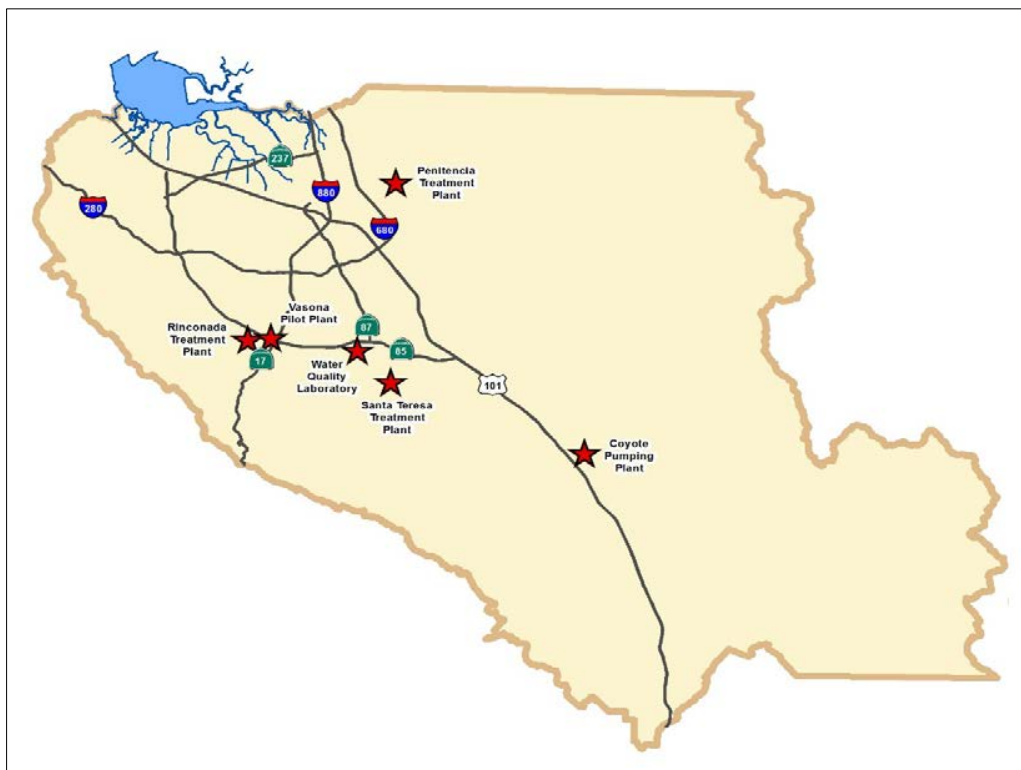 237
Penitencia
Treatment
Plant
880
280
680
Vasona
Pilot Plant
Rinconada
Treatment
Plant
87
17
85
Water
Quality
Laboratory
101
Santa Teresa
Treatment
Plant
Coyote
Pumping
Plant